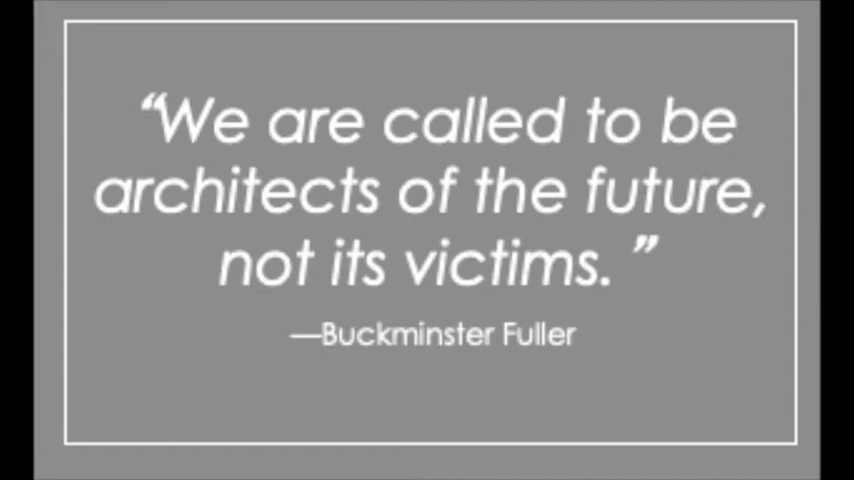 “We are called to be
architects of the future,
not its victims. ”
—Buckminster Fuller